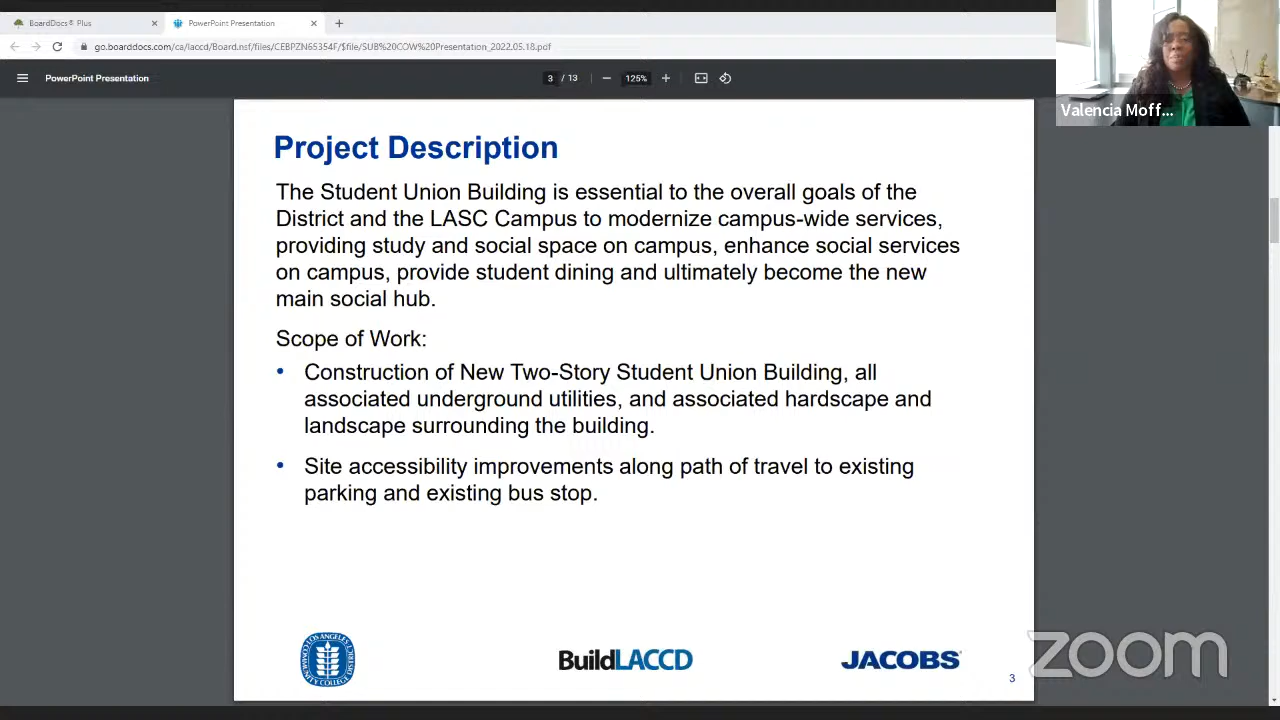 BoardDocs® Plus
PowerPoint Presentation
go.boarddocs.com/ca/laccd/Board.nsf/files/CEBPZN65354F/$file/SUB%20COW%20Presentation_2022.05.18.pdf
PowerPoint Presentation
3 / 13
125%
Valencia Moff...
Project Description
The Student Union Building is essential to the overall goals of the
District and the LASC Campus to modernize campus-wide services,
providing study and social space on campus, enhance social services
on campus, provide student dining and ultimately become the new
main social hub.
Scope of Work:
• Construction of New Two-Story Student Union Building, all
associated underground utilities, and associated hardscape and
landscape surrounding the building.
• Site accessibility improvements along path of travel to existing
parking and existing bus stop.
LOS ANGELES COMMUNITY COLLEGE DISTRICT
BuildLACCD
JACOBS
3
zoom